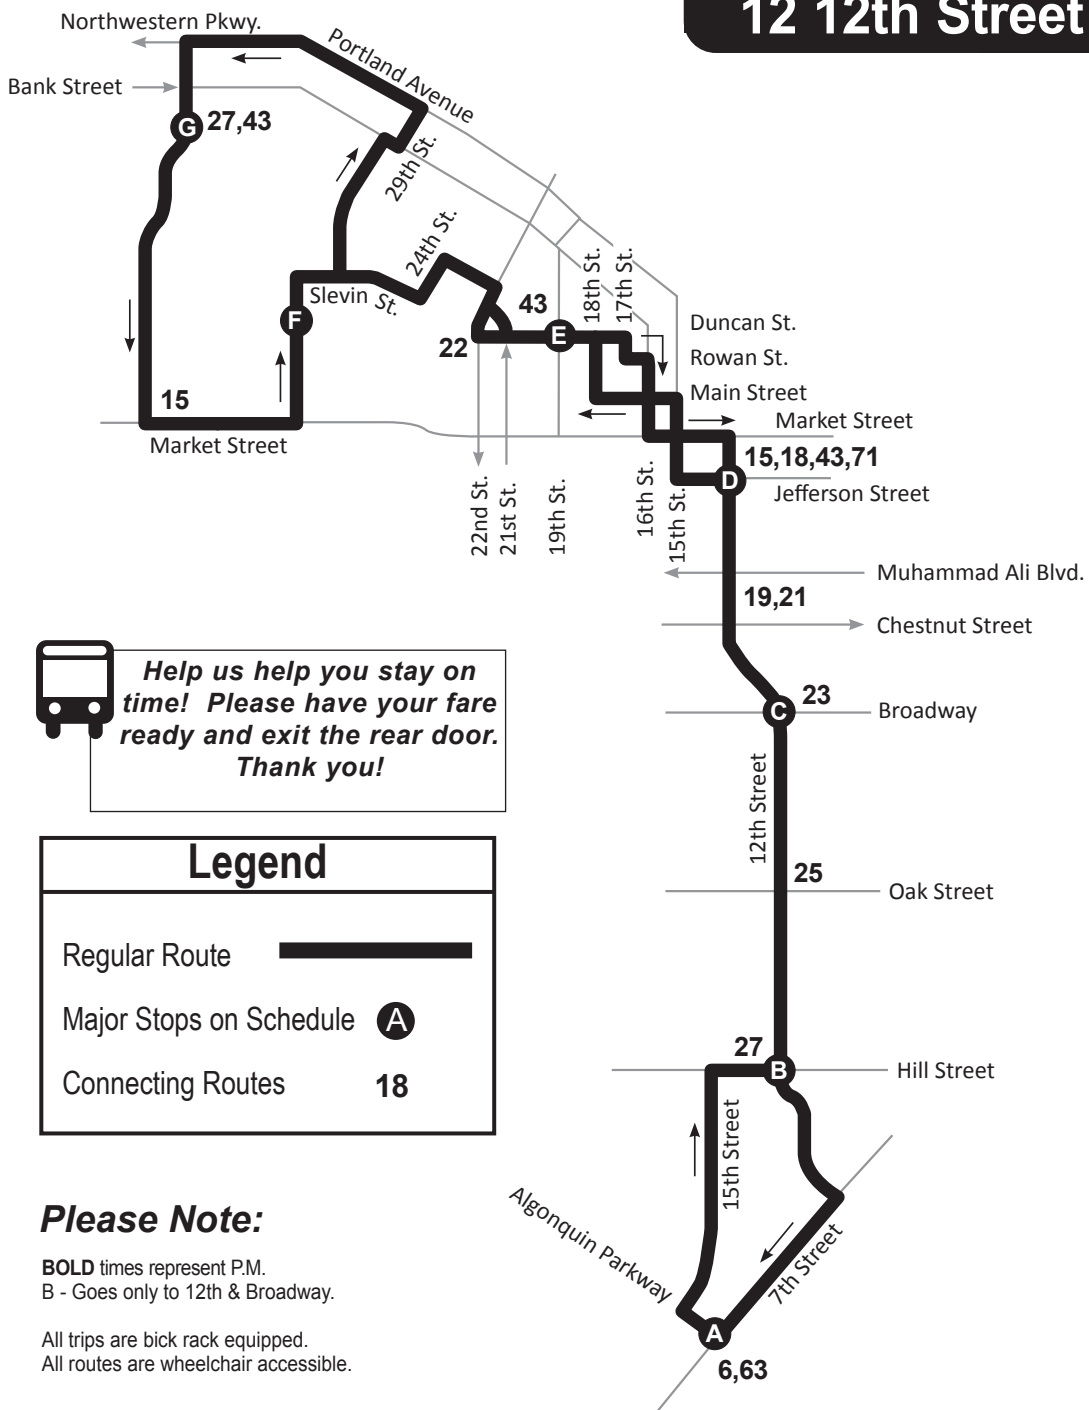 12 12th Street
Northwestern Pkwy.
Portland Avenue
Bank Street
G 27,43
29th St.
24th St.
Slevin St.
F
43
E
22
18th St.
17th St.
Duncan St.
Rowan St.
Main Street
15
Market Street
Market Street
15,18,43,71
D
Jefferson Street
22nd St.
21st St.
19th St.
16th St.
15th St.
Muhammad Ali Blvd.
19,21
Chestnut Street
23
C
Broadway
12th Street
25
Oak Street
27
B
Hill Street
15th Street
Algonquin Parkway
7th Street
A
6,63
Help us help you stay on
time! Please have your fare
ready and exit the rear door.
Thank you!
Legend
Regular Route
Major Stops on Schedule A
Connecting Routes 18
Please Note:
BOLD times represent P.M.
B - Goes only to 12th & Broadway.
All trips are bick rack equipped.
All routes are wheelchair accessible.